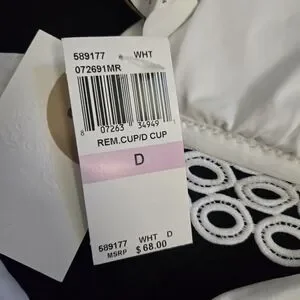 589177 WHT
072691MR
8 07263 34949
REM.CUP/D CUP
D
589177 WHT D
MSRP $68.00